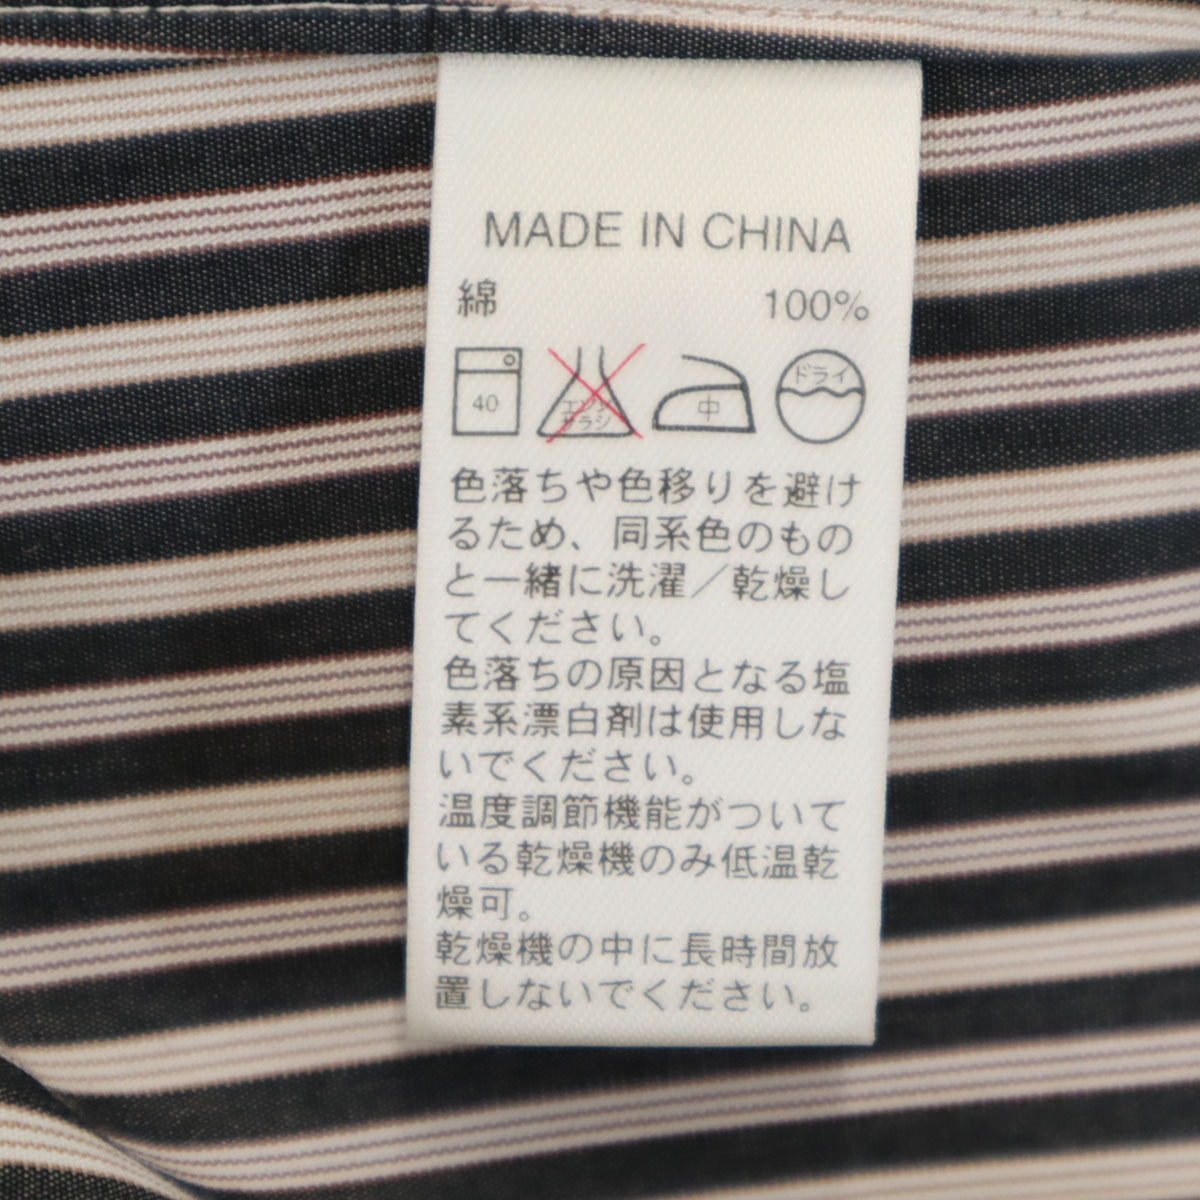 MADE IN CHINA
綿 100%
40 エンソ サラシ 中 ドライ
色落ちや色移りを避け
るため、同系色のもの
と一緒に洗濯／乾燥し
てください。
色落ちの原因となる塩
素系漂白剤は使用しな
いでください。
温度調節機能がついて
いる乾燥機のみ低温乾
燥可。
乾燥機の中に長時間放
置しないでください。